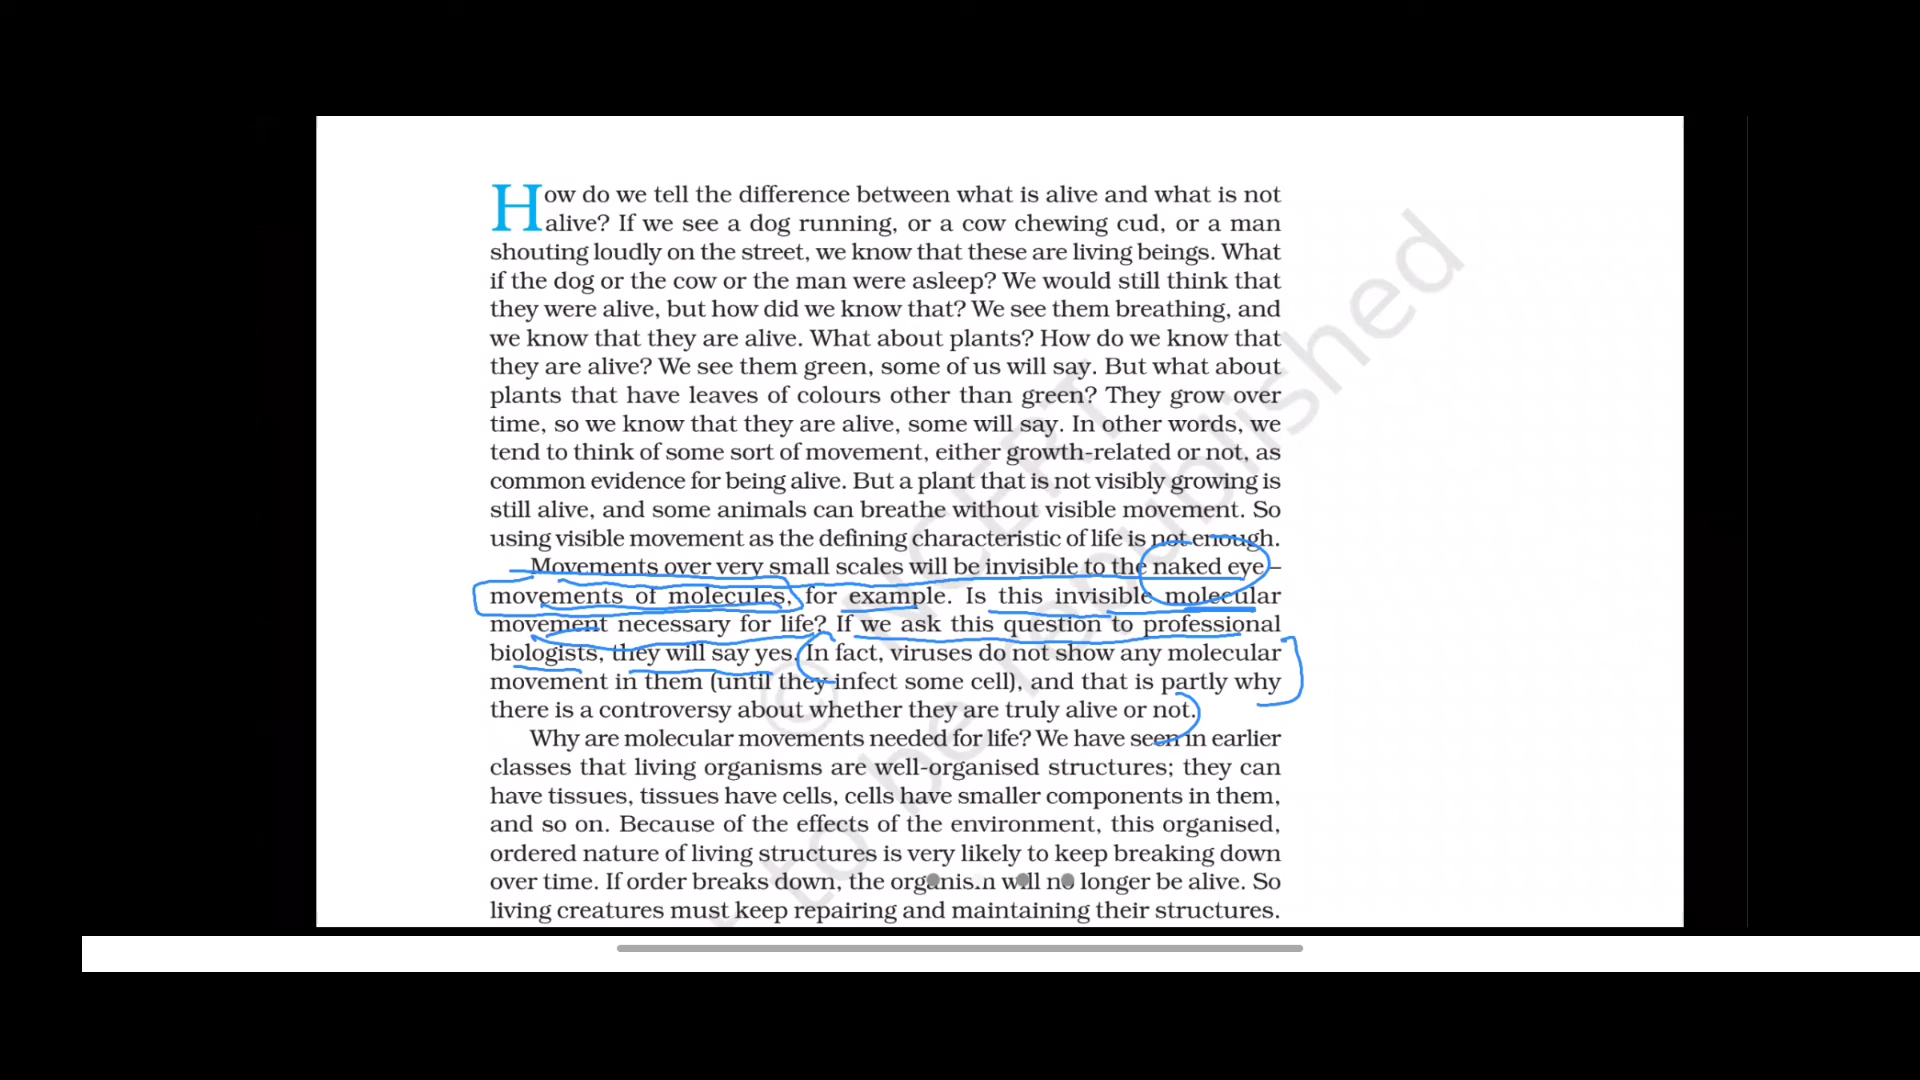 How do we tell the difference between what is alive and what is not
alive? If we see a dog running, or a cow chewing cud, or a man
shouting loudly on the street, we know that these are living beings. What
if the dog or the cow or the man were asleep? We would still think that
they were alive, but how did we know that? We see them breathing, and
we know that they are alive. What about plants? How do we know that
they are alive? We see them green, some of us will say. But what about
plants that have leaves of colours other than green? They grow over
time, so we know that they are alive, some will say. In other words, we
tend to think of some sort of movement, either growth-related or not, as
common evidence for being alive. But a plant that is not visibly growing is
still alive, and some animals can breathe without visible movement. So
using visible movement as the defining characteristic of life is not enough.
Movements over very small scales will be invisible to the naked eye –
movements of molecules, for example. Is this invisible molecular
movement necessary for life? If we ask this question to professional
biologists, they will say yes. In fact, viruses do not show any molecular
movement in them (until they infect some cell), and that is partly why
there is a controversy about whether they are truly alive or not.
Why are molecular movements needed for life? We have seen in earlier
classes that living organisms are well-organised structures; they can
have tissues, tissues have cells, cells have smaller components in them,
and so on. Because of the effects of the environment, this organised,
ordered nature of living structures is very likely to keep breaking down
over time. If order breaks down, the organism will no longer be alive. So
living creatures must keep repairing and maintaining their structures.
© NCERT
to be republished